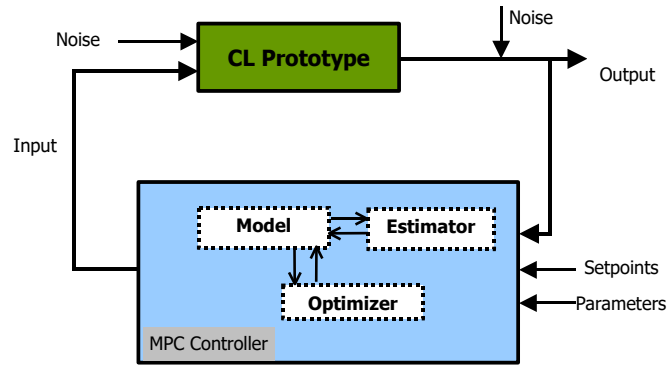 Noise
Noise
CL Prototype
Output
Input
Model
Estimator
Setpoints
Optimizer
Parameters
MPC Controller